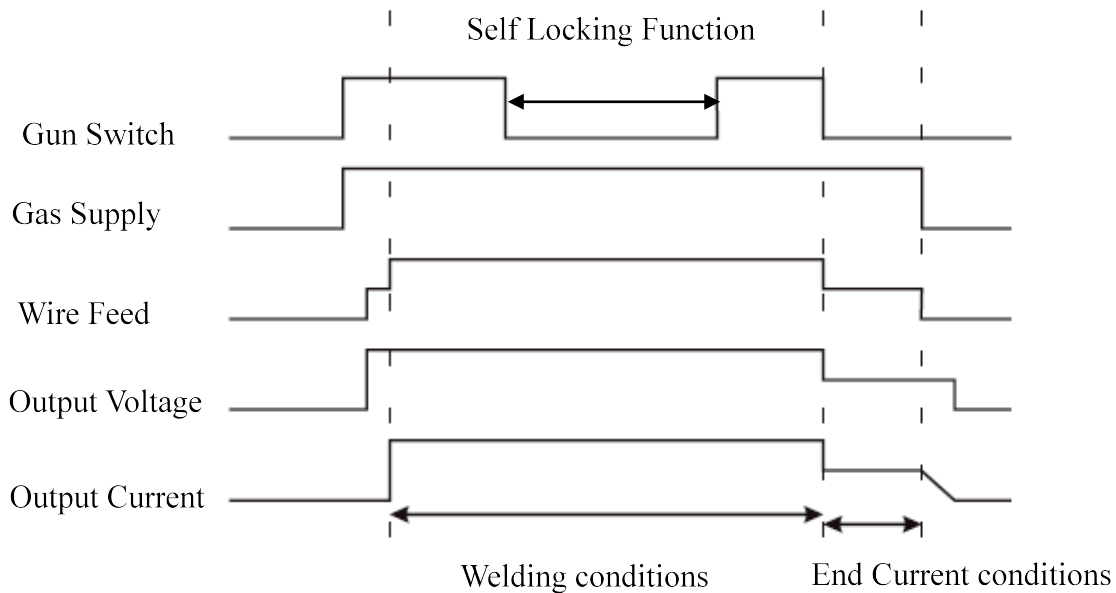 Self Locking Function
Gun Switch
Gas Supply
Wire Feed
Output Voltage
Output Current
Welding conditions
End Current conditions